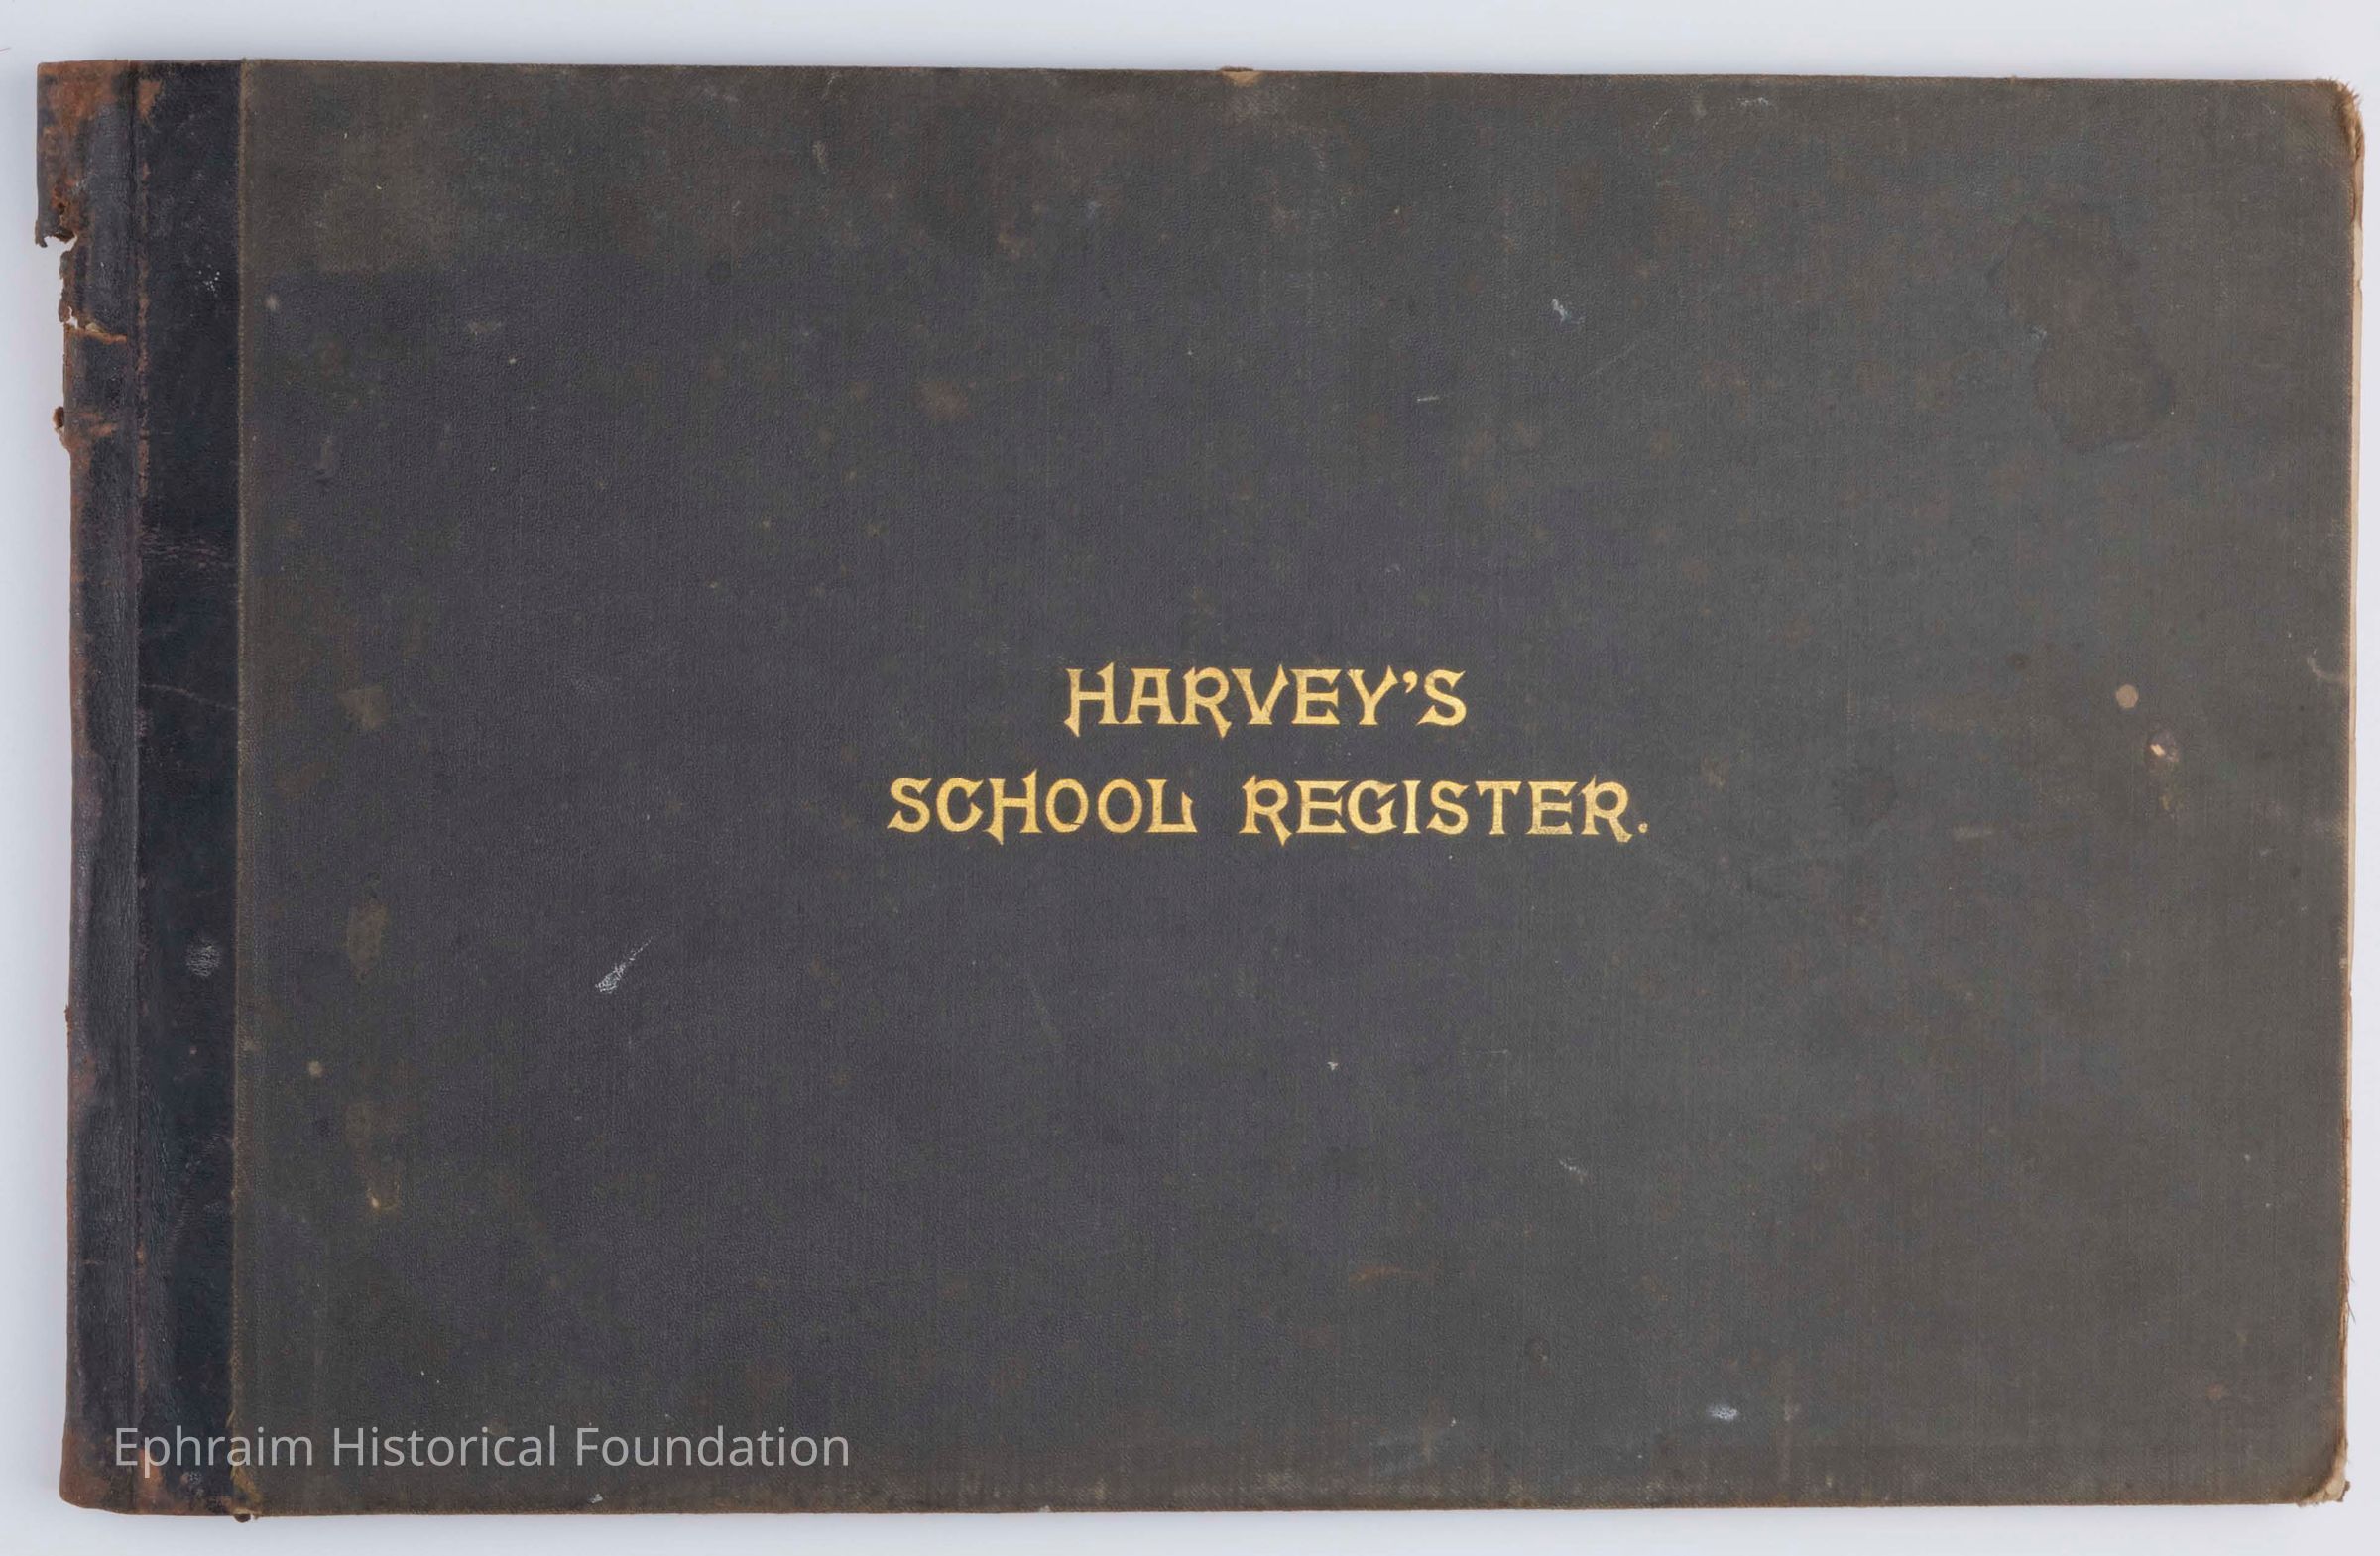 HARVEY'S
SCHOOL REGISTER.
Ephraim Historical Foundation